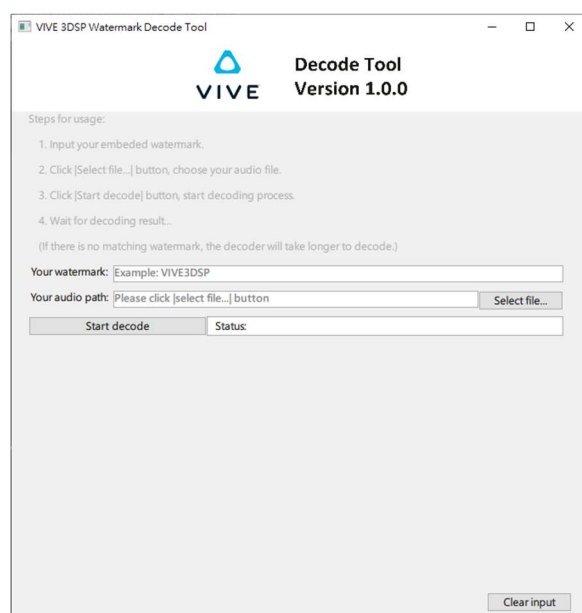 VIVE 3DSP Watermark Decode Tool
VIVE
Decode Tool
Version 1.0.0
Steps for usage:
1. Input your embeded watermark.
2. Click |Select file...| button, choose your audio file.
3. Click |Start decode| button, start decoding process.
4. Wait for decoding result...
(If there is no matching watermark, the decoder will take longer to decode.)
Your watermark: Example: VIVE3DSP
Your audio path: Please click |select file...| button Select file...
Start decode Status:
Clear input